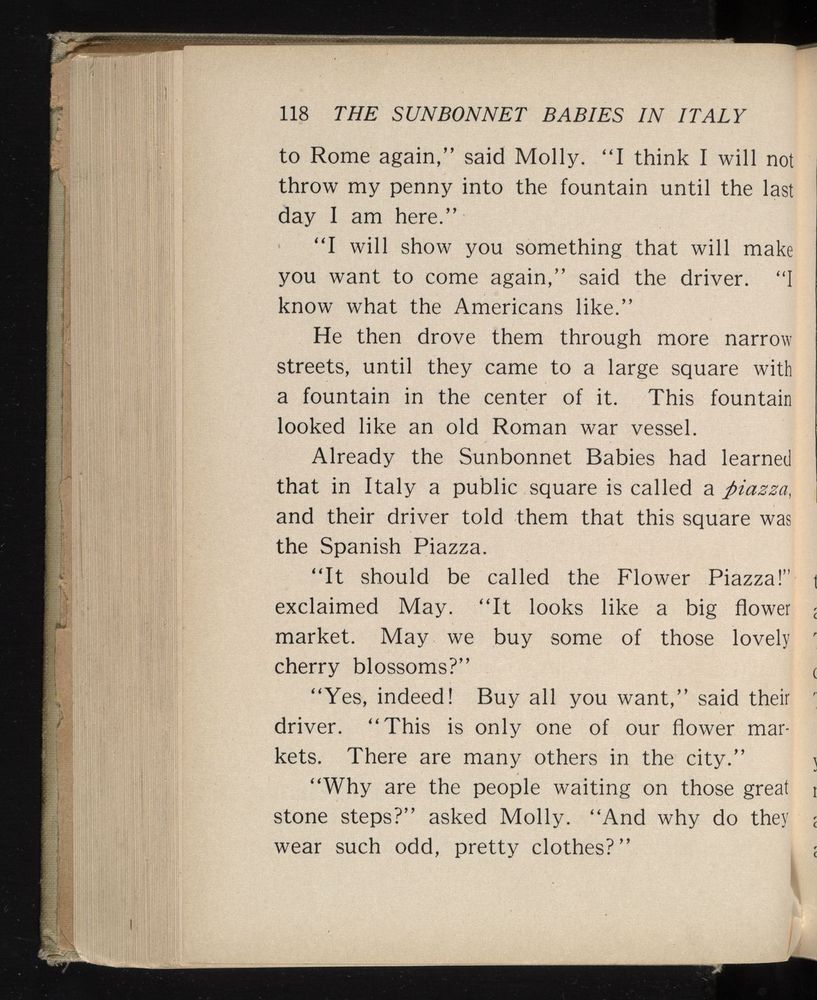 118 THE SUNBONNET BABIES IN ITALY
to Rome again,” said Molly. “I think I will not
throw my penny into the fountain until the last
day I am here.”
“I will show you something that will make
you want to come again,” said the driver. “I
know what the Americans like.”
He then drove them through more narrow
streets, until they came to a large square with
a fountain in the center of it. This fountain
looked like an old Roman war vessel.
Already the Sunbonnet Babies had learned
that in Italy a public square is called a piazza,
and their driver told them that this square was
the Spanish Piazza.
“It should be called the Flower Piazza!”
exclaimed May. “It looks like a big flower
market. May we buy some of those lovely
cherry blossoms?”
“Yes, indeed! Buy all you want,” said their
driver. “This is only one of our flower mar-
kets. There are many others in the city.”
“Why are the people waiting on those great
stone steps?” asked Molly. “And why do they
wear such odd, pretty clothes?”